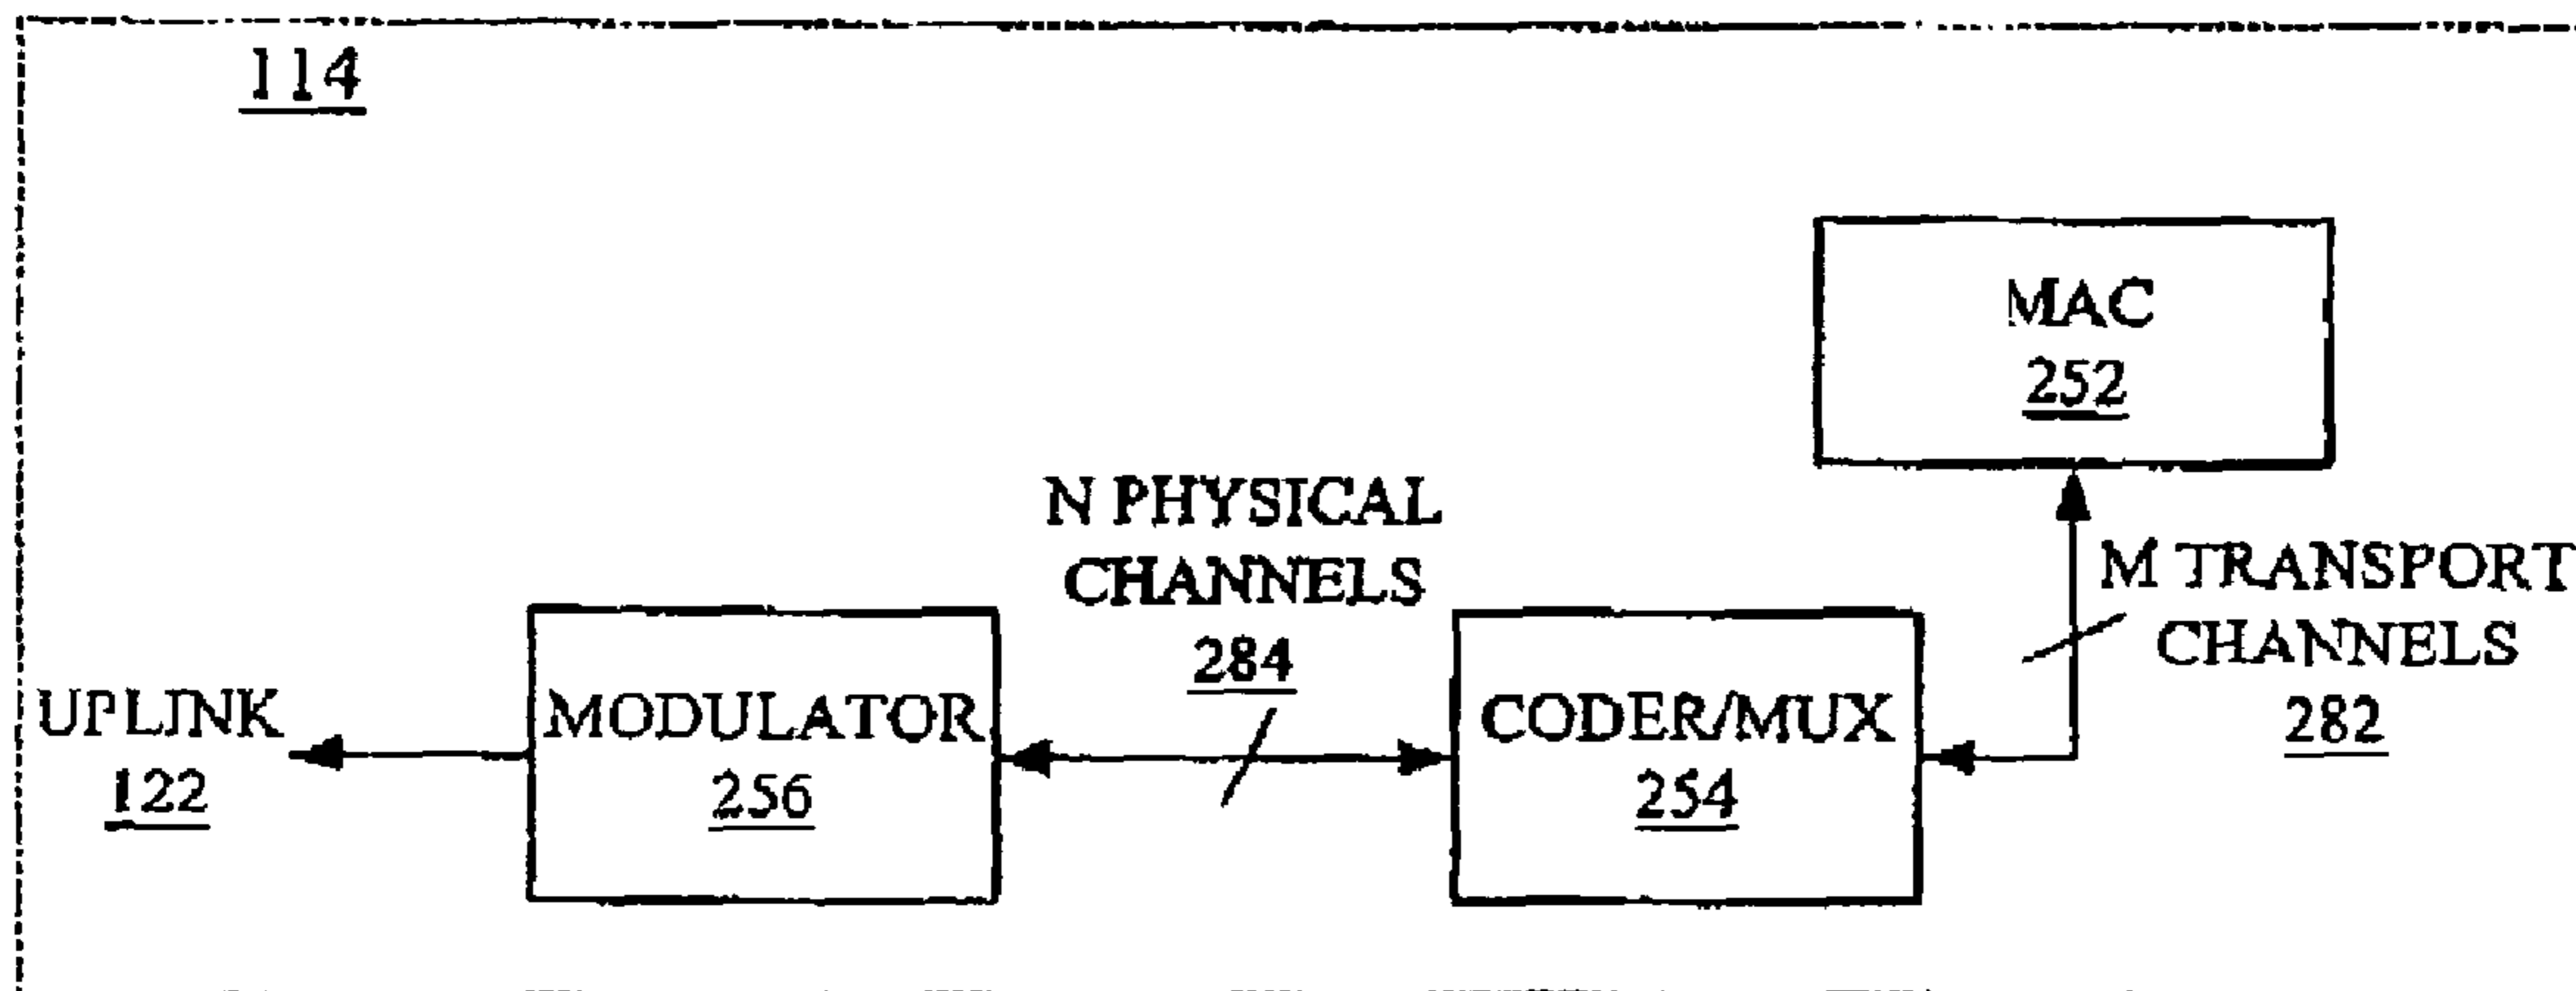 114
MAC
252
N PHYSICAL
CHANNELS
284
M TRANSPORT
CHANNELS
282
UPLINK
122
MODULATOR
256
CODER/MUX
254